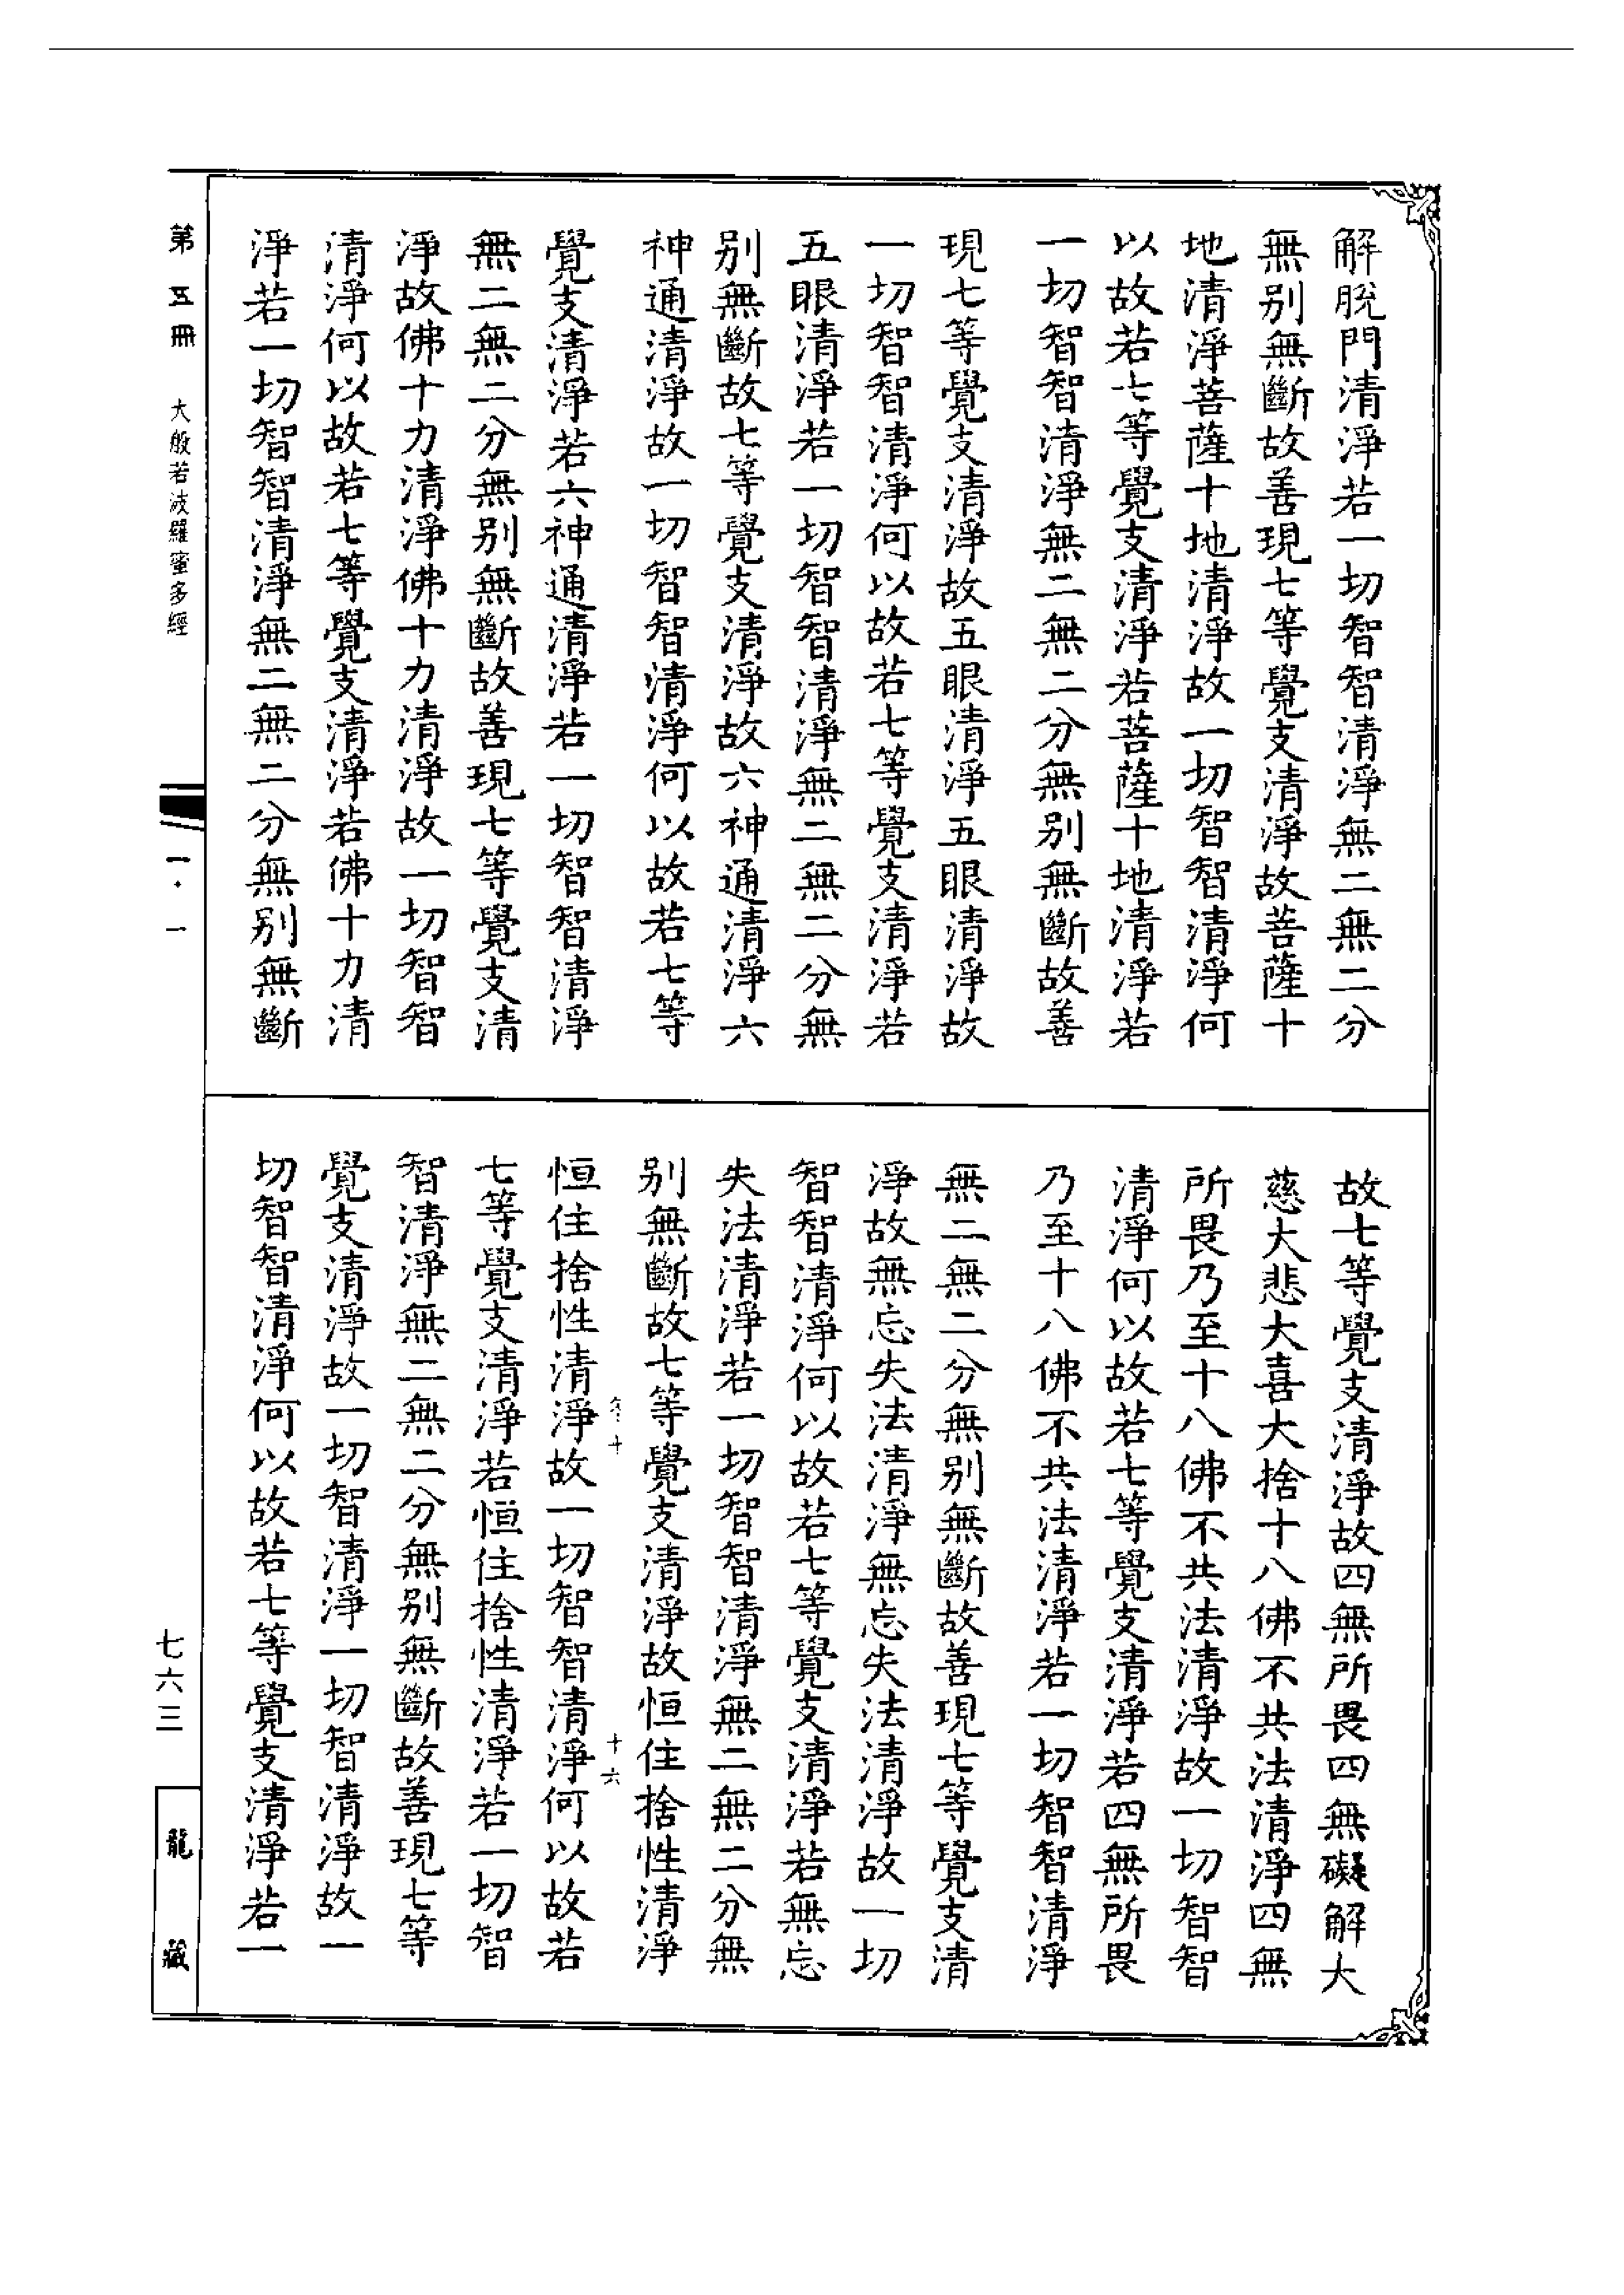 解脫門清淨若一切智智清淨無二無二分
無別無斷故善現七等覺支清淨故菩薩十
地清淨菩薩十地清淨故一切智智清淨何
以故若七等覺支清淨若菩薩十地清淨若
一切智智清淨無二無二分無別無斷故善
現七等覺支清淨故五眼清淨五眼清淨故
一切智智清淨何以故若七等覺支清淨若
五眼清淨若一切智智清淨無二無二分無
別無斷故七等覺支清淨故六神通清淨六
神通清淨故一切智智清淨何以故若七等
覺支清淨若六神通清淨若一切智智清淨
無二無二分無別無斷故善現七等覺支清
淨故佛十力清淨佛十力清淨故一切智智
清淨何以故若七等覺支清淨若佛十力清
淨若一切智智清淨無二無二分無別無斷
故七等覺支清淨故四無所畏四無礙解大
慈大悲大喜大捨十八佛不共法清淨四無
所畏乃至十八佛不共法清淨故一切智智
清淨何以故若七等覺支清淨若四無所畏
乃至十八佛不共法清淨若一切智智清淨
無二無二分無別無斷故善現七等覺支清
淨故無忘失法清淨無忘失法清淨故一切
智智清淨何以故若七等覺支清淨若無忘
失法清淨若一切智智清淨無二無二分無
別無斷故七等覺支清淨故恒住捨性清淨
十六
恒住捨性清淨故一切智智清淨何以故若
七等覺支清淨若恒住捨性清淨若一切智
智清淨無二無二分無別無斷故善現七等
覺支清淨故一切智清淨一切智清淨故一
切智智清淨何以故若七等覺支清淨若一
第五冊 大般若波羅蜜多經
一·一
七六三
龍藏